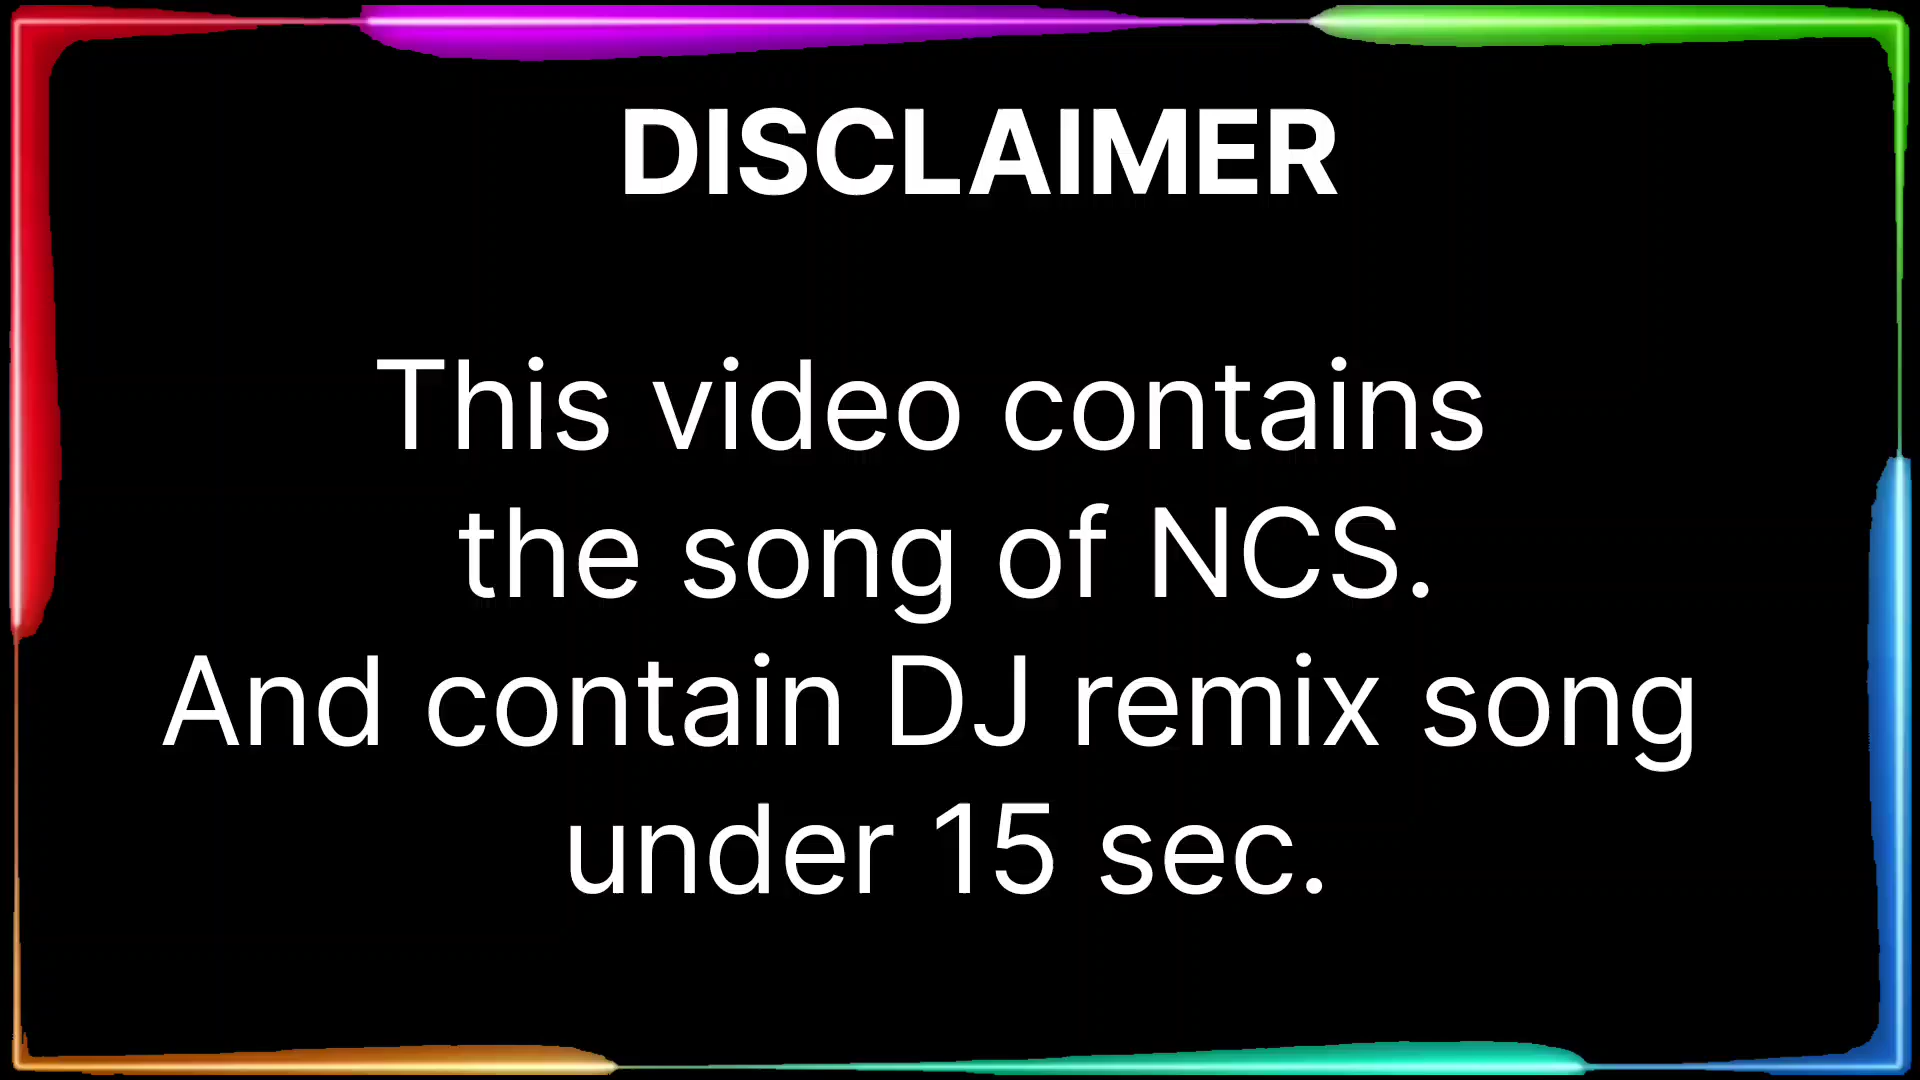 DISCLAIMER
This video contains
the song of NCS.
And contain DJ remix song
under 15 sec.